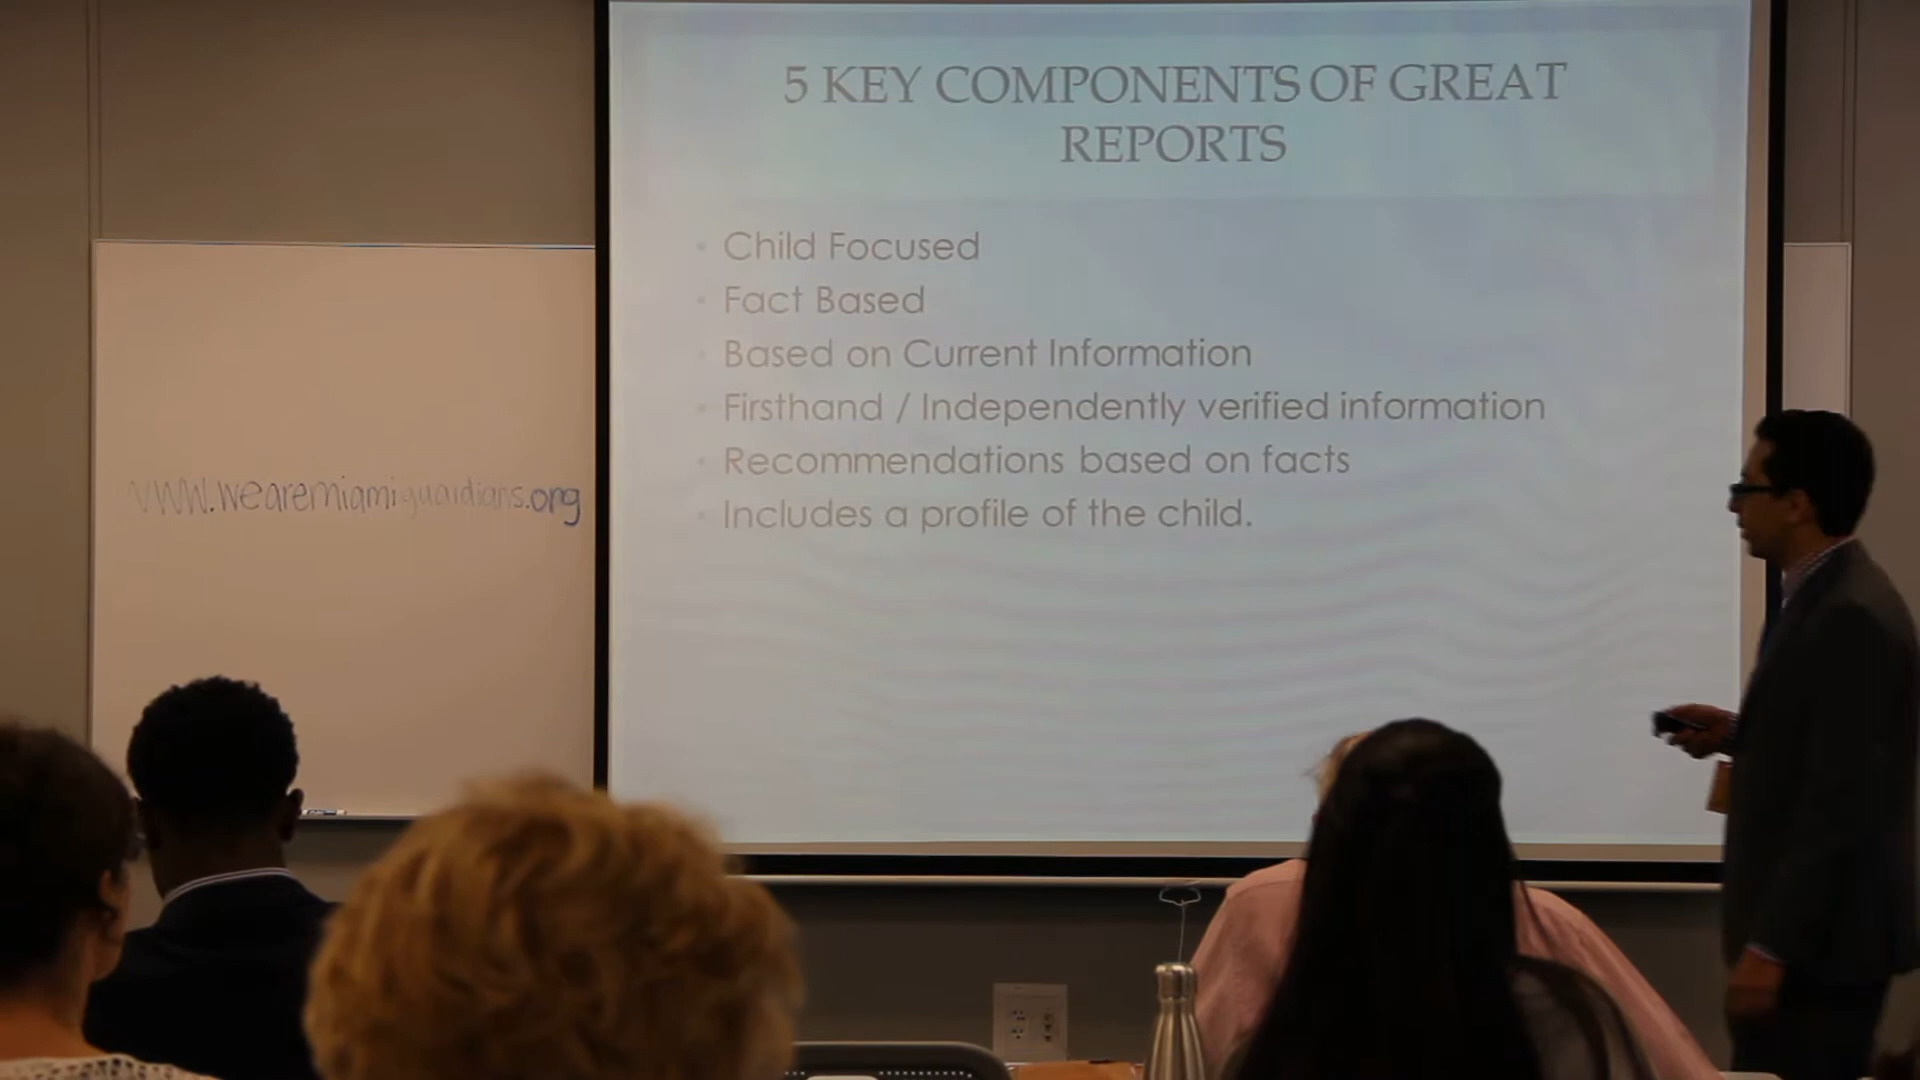 5 KEY COMPONENTS OF GREAT
REPORTS
• Child Focused
• Fact Based
• Based on Current Information
• Firsthand / Independently verified information
• Recommendations based on facts
• Includes a profile of the child.
www.wearemiamiguardians.org